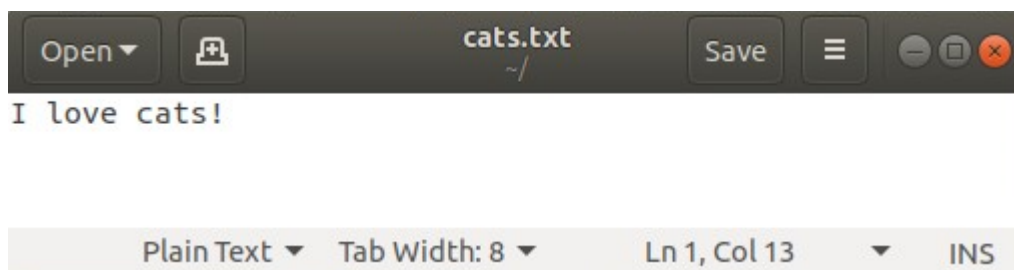 Open cats.txt Save
~/
I love cats!
Plain Text Tab Width: 8 Ln 1, Col 13 INS